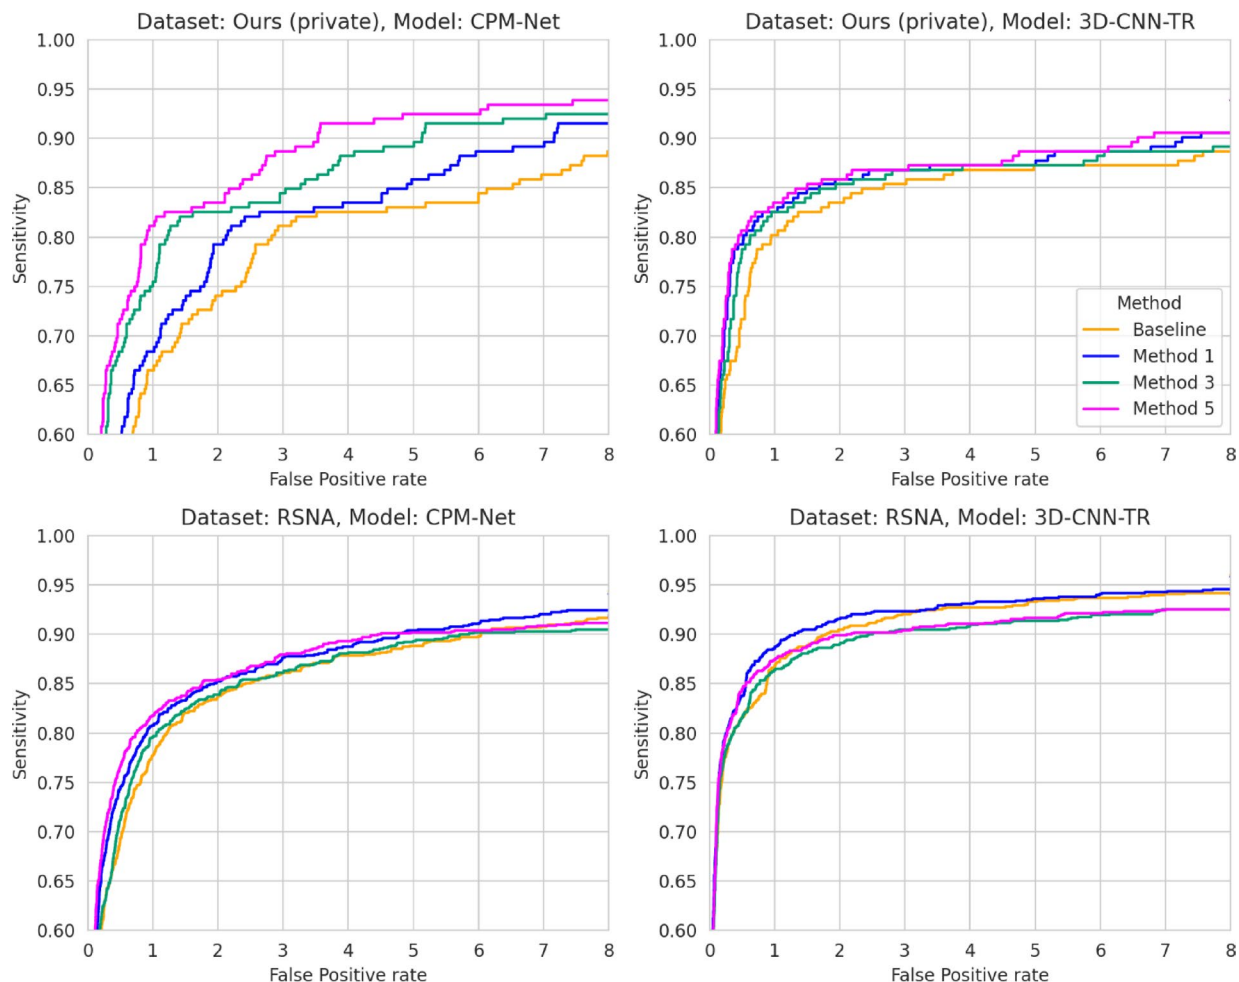 Dataset: Ours (private), Model: CPM-Net
1.00
0.95
0.90
0.85
0.80
0.75
0.70
0.65
0.60
Sensitivity
0 1 2 3 4 5 6 7 8
False Positive rate
Dataset: Ours (private), Model: 3D-CNN-TR
1.00
0.95
0.90
0.85
0.80
0.75
0.70
0.65
0.60
Sensitivity
Method
Baseline
Method 1
Method 3
Method 5
0 1 2 3 4 5 6 7 8
False Positive rate
Dataset: RSNA, Model: CPM-Net
1.00
0.95
0.90
0.85
0.80
0.75
0.70
0.65
0.60
Sensitivity
0 1 2 3 4 5 6 7 8
False Positive rate
Dataset: RSNA, Model: 3D-CNN-TR
1.00
0.95
0.90
0.85
0.80
0.75
0.70
0.65
0.60
Sensitivity
0 1 2 3 4 5 6 7 8
False Positive rate